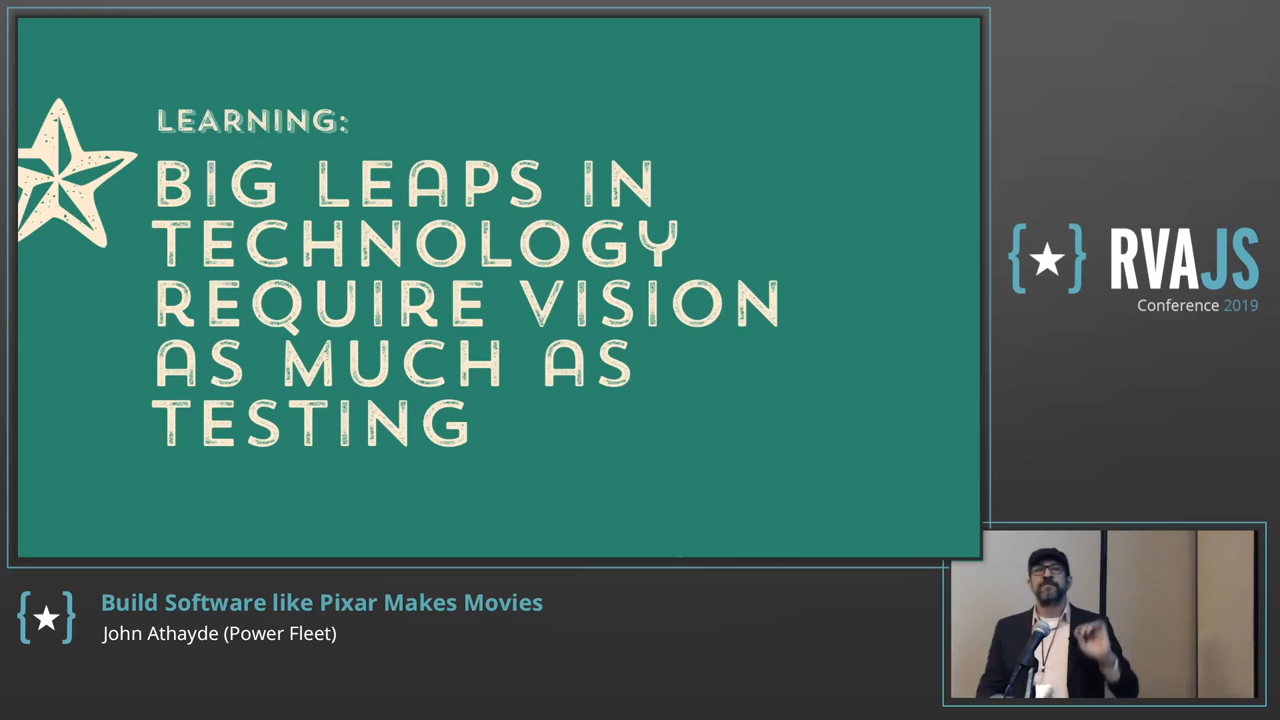 LEARNING:
BIG LEAPS IN
TECHNOLOGY
REQUIRE VISION
AS MUCH AS
TESTING
{★} RVAJS
Conference 2019
Build Software like Pixar Makes Movies
John Athayde (Power Fleet)